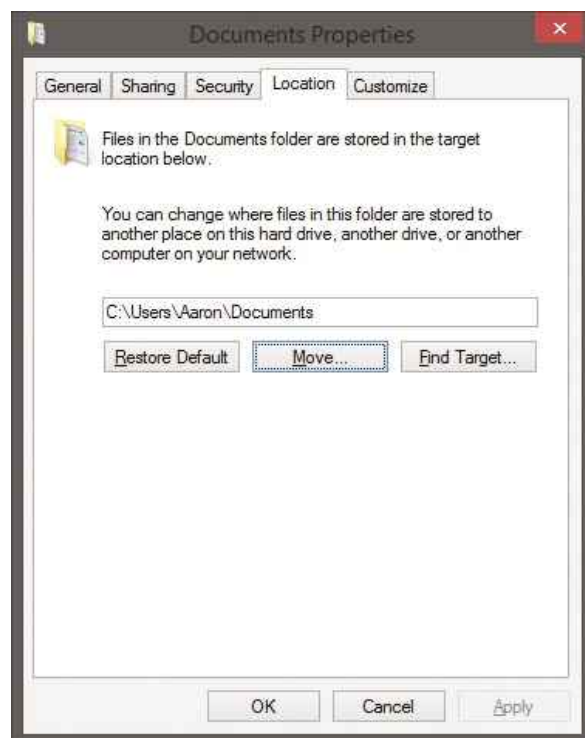 Documents Properties
General Sharing Security Location Customize
Files in the Documents folder are stored in the target
location below.
You can change where files in this folder are stored to
another place on this hard drive, another drive, or another
computer on your network.
C:\Users\Aaron\Documents
Restore Default Move... Find Target...
OK Cancel Apply